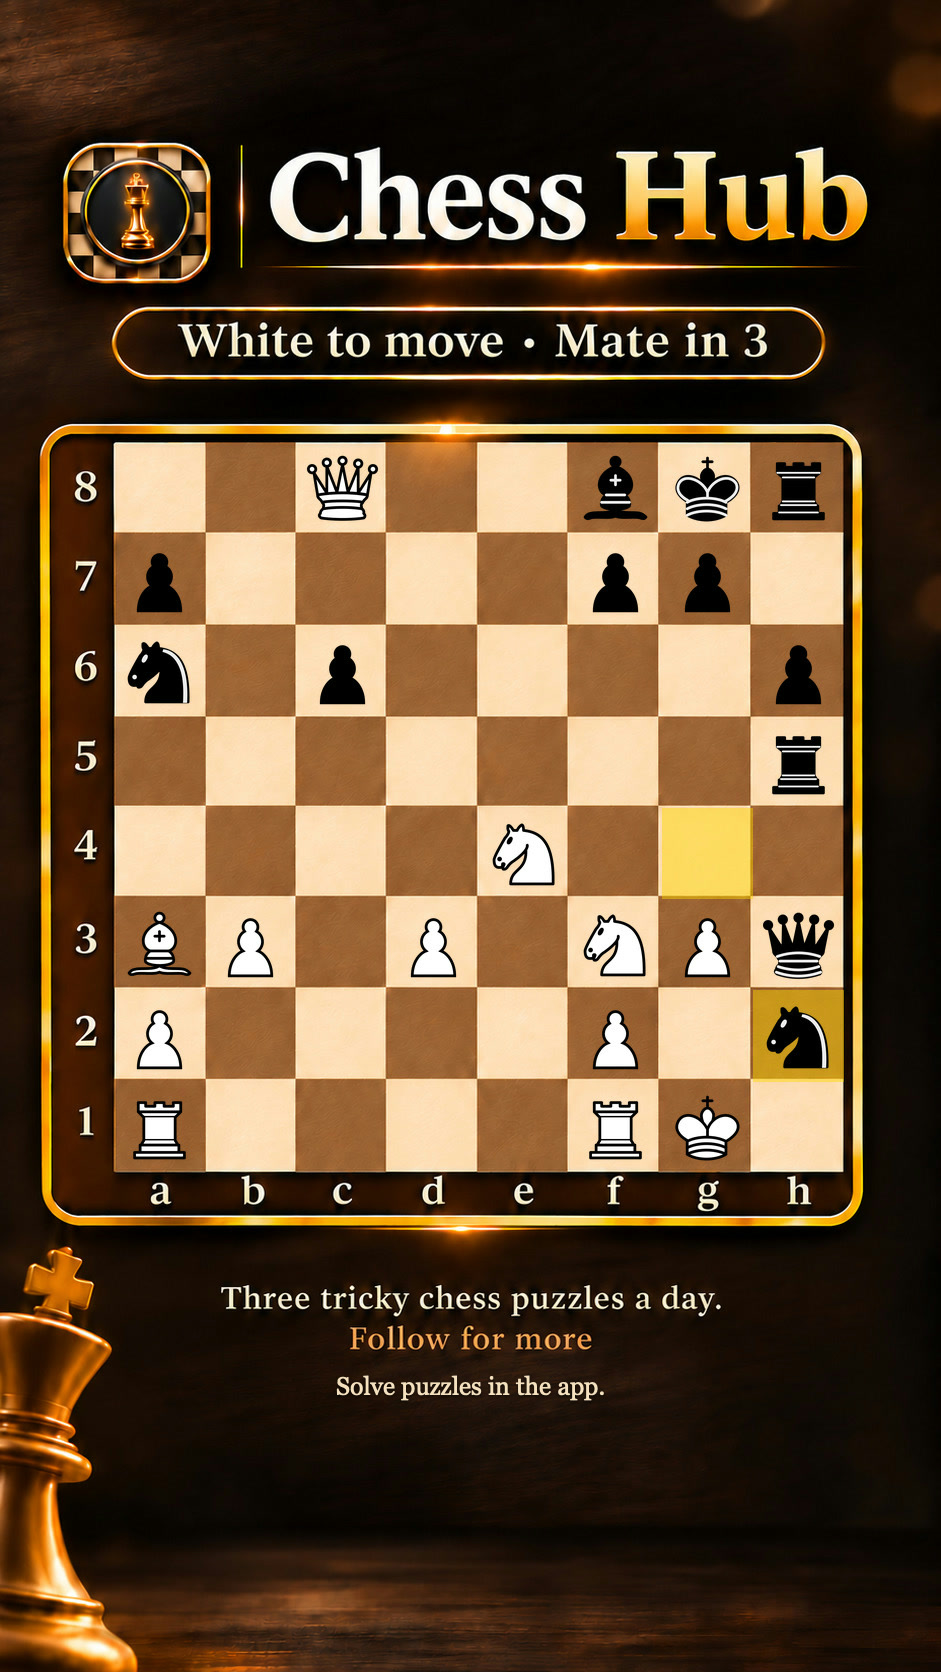 Chess Hub
White to move • Mate in 3
8
7
6
5
4
3
2
1
a b c d e f g h
Three tricky chess puzzles a day.
Follow for more
Solve puzzles in the app.